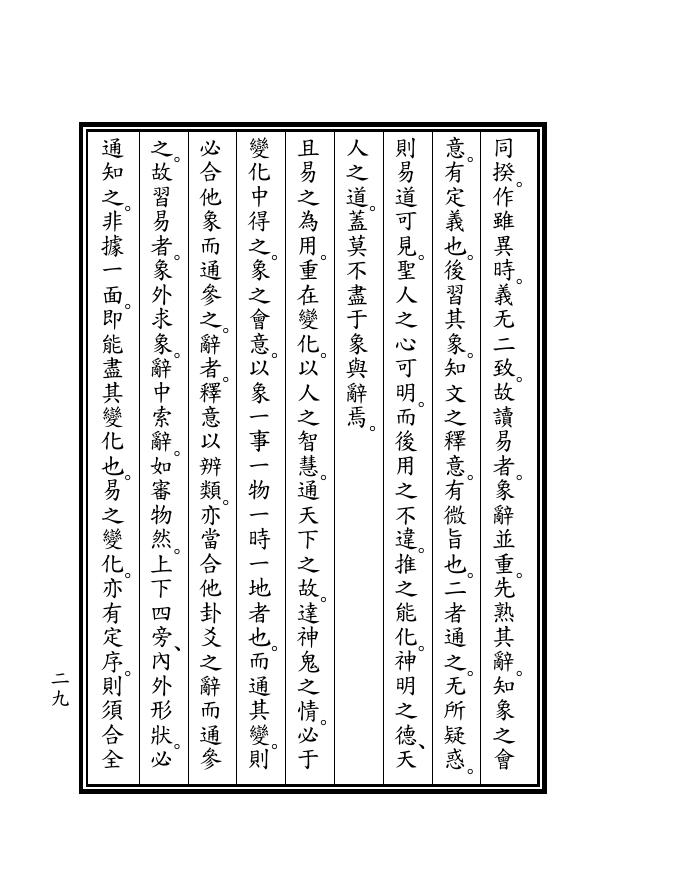 同揆。作雖異時。義无二致。故讀易者。象辭並重。先熟其辭。知象之會
意。有定義也。後習其象。知文之釋意。有微旨也。二者通之。无所疑惑。
則易道可見。聖人之心可明。而後用之不違。推之能化。神明之德、天
人之道。蓋莫不盡于象與辭焉。
且易之為用。重在變化。以人之智慧。通天下之故。達神鬼之情。必于
變化中得之。象之會意。以象一事一物一時一地者也。而通其變。則
必合他象而通參之。辭者。釋意以辨類。亦當合他卦爻之辭而通參
之。故習易者。象外求象。辭中索辭。如審物然。上下四旁、內外形狀。必
通知之。非據一面。即能盡其變化也。易之變化。亦有定序。則須合全
二九